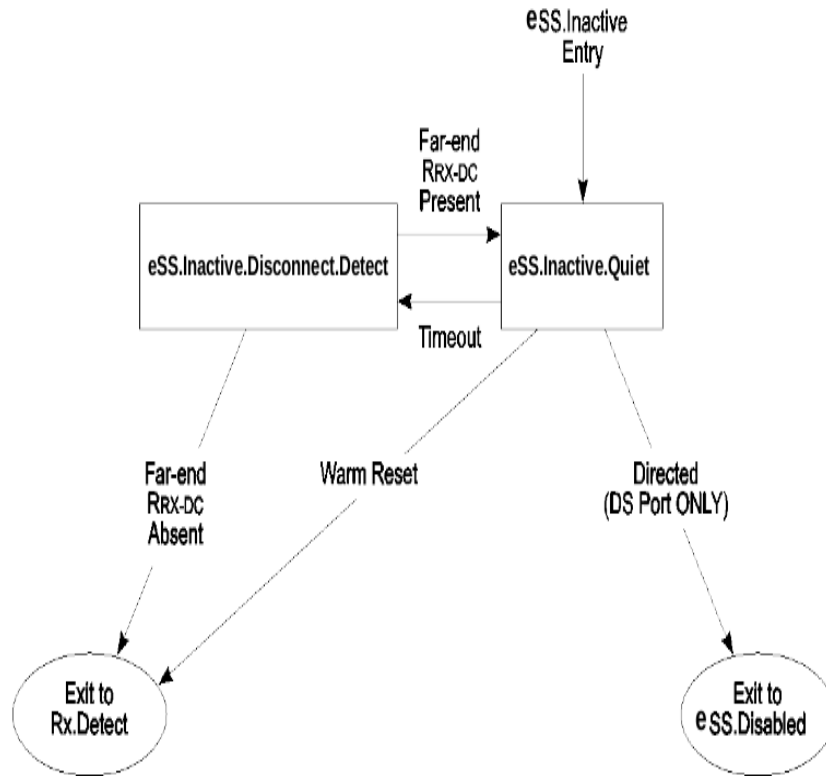 eSS.Inactive
Entry
Far-end
RRX-DC
Present
eSS.Inactive.Disconnect.Detect
eSS.Inactive.Quiet
Timeout
Far-end
RRX-DC
Absent
Warm Reset
Directed
(DS Port ONLY)
Exit to
Rx.Detect
Exit to
eSS.Disabled